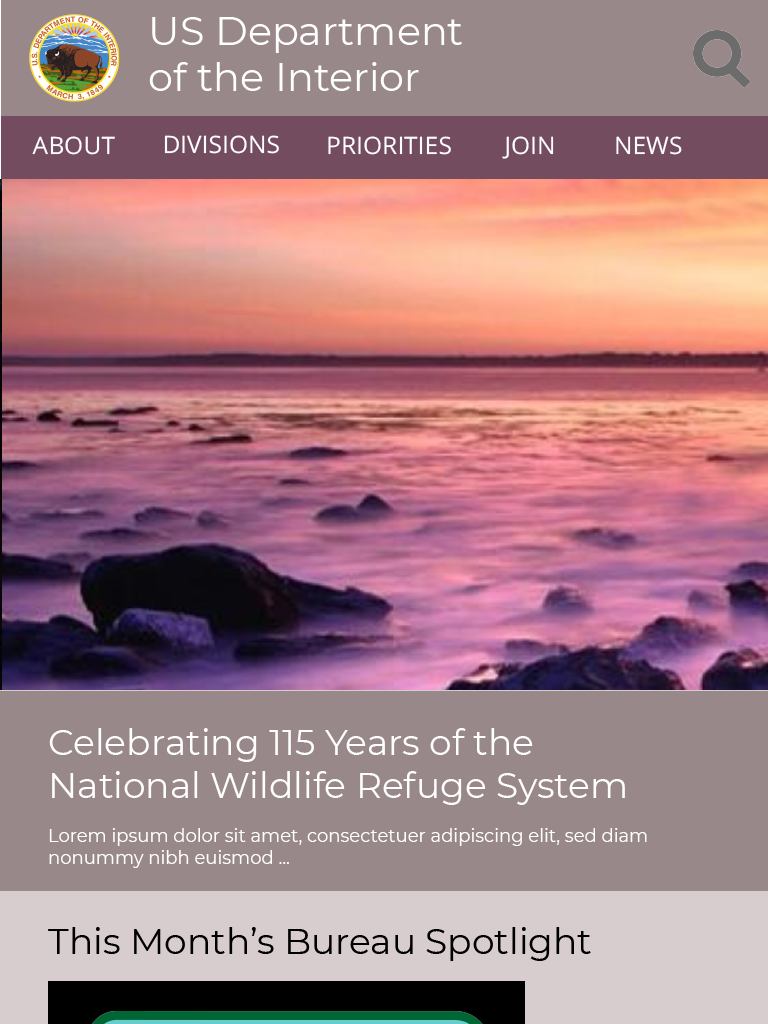 U.S. DEPARTMENT OF THE INTERIOR
MARCH 3, 1849
US Department
of the Interior
ABOUT DIVISIONS PRIORITIES JOIN NEWS
Celebrating 115 Years of the
National Wildlife Refuge System
Lorem ipsum dolor sit amet, consectetuer adipiscing elit, sed diam
nonummy nibh euismod ...
This Month’s Bureau Spotlight